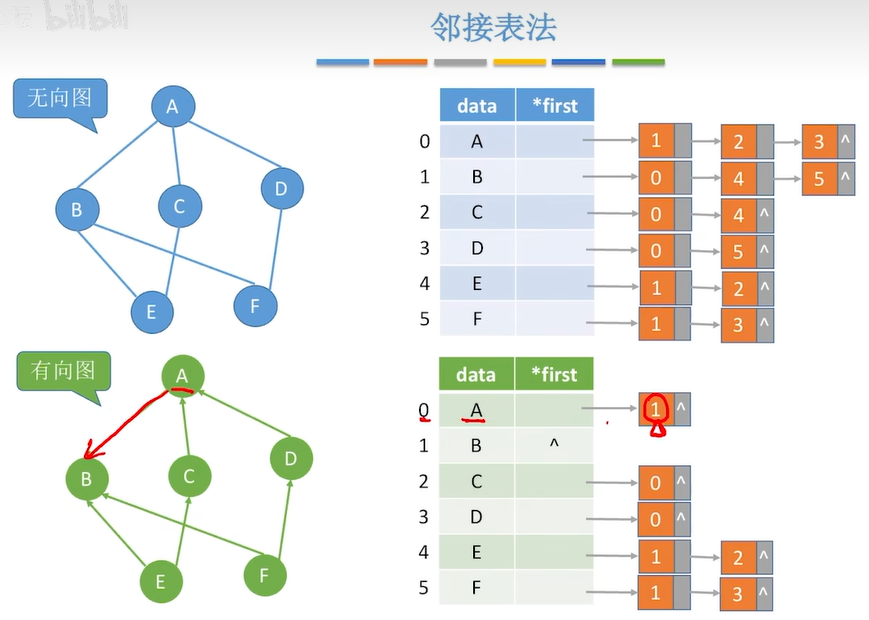 bilibili
邻接表法
无向图
A
B
C
D
E
F
data *first
0 A 1 2 3 ^
1 B 0 4 5 ^
2 C 0 4 ^
3 D 0 5 ^
4 E 1 2 ^
5 F 1 3 ^
有向图
A
B
C
D
E
F
data *first
0 A 1 ^
1 B ^
2 C 0 ^
3 D 0 ^
4 E 1 2 ^
5 F 1 3 ^